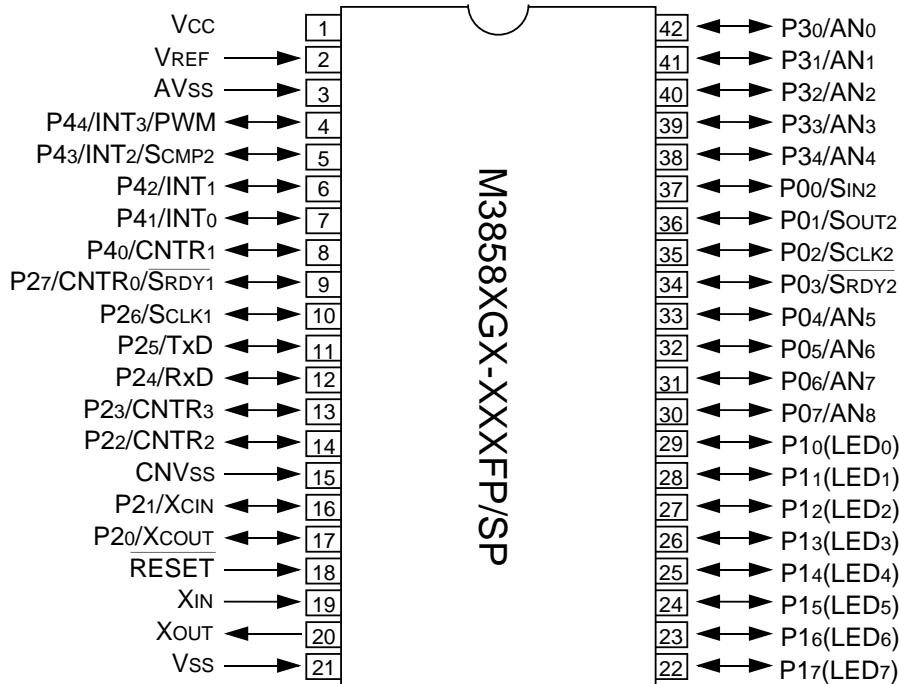 VCC 1
VREF 2
AVSS 3
P44/INT3/PWM 4
P43/INT2/SCMP2 5
P42/INT1 6
P41/INT0 7
P40/CNTR1 8
P27/CNTR0/SRDY1 9
P26/SCLK1 10
P25/TxD 11
P24/RxD 12
P23/CNTR3 13
P22/CNTR2 14
CNVSS 15
P21/XCIN 16
P20/XCOUT 17
RESET 18
XIN 19
XOUT 20
VSS 21
M3858XGX-XXXFP/SP
42 P30/AN0
41 P31/AN1
40 P32/AN2
39 P33/AN3
38 P34/AN4
37 P00/SIN2
36 P01/SOUT2
35 P02/SCLK2
34 P03/SRDY2
33 P04/AN5
32 P05/AN6
31 P06/AN7
30 P07/AN8
29 P10(LED0)
28 P11(LED1)
27 P12(LED2)
26 P13(LED3)
25 P14(LED4)
24 P15(LED5)
23 P16(LED6)
22 P17(LED7)